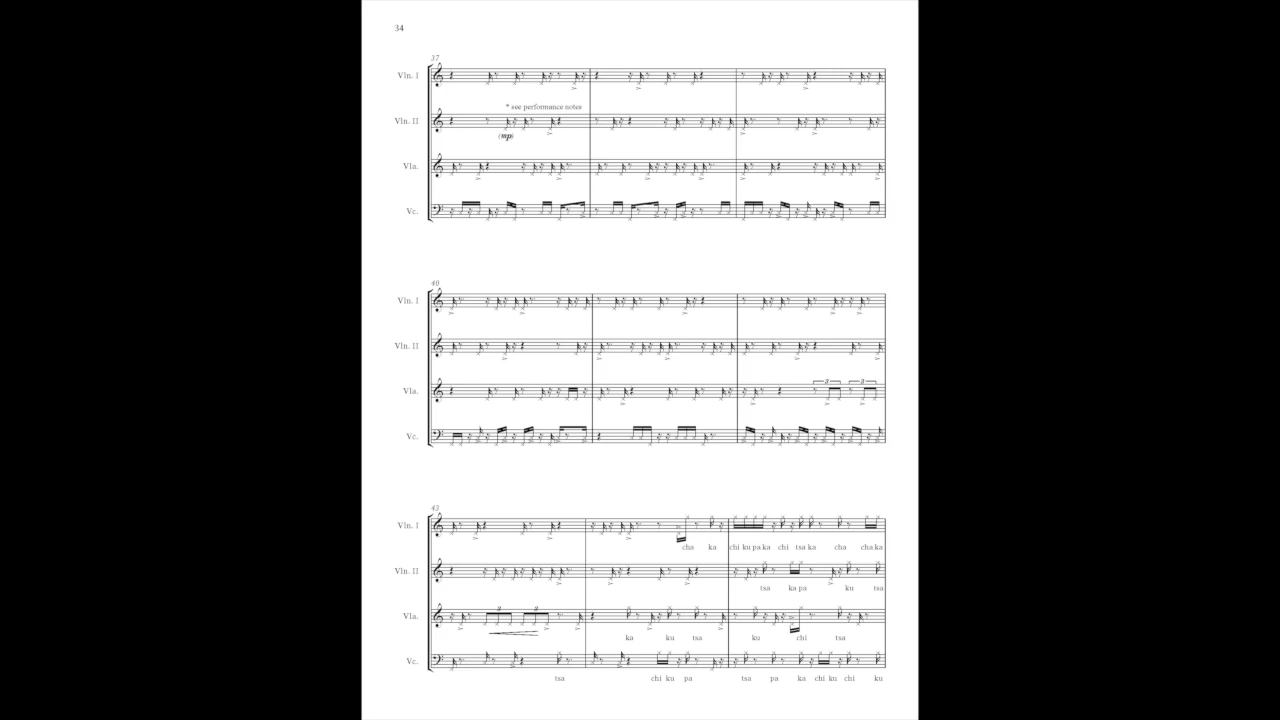 34
37
Vln. I
* see performance notes
Vln. II
(mp)
Vla.
Vc.
40
Vln. I
Vln. II
3 3
Vla.
Vc.
43
Vln. I
cha ka chi ku pa ka chi tsa ka cha cha ka
Vln. II
tsa ka pa ku tsa
3 3
Vla.
ka ku tsa ku chi tsa
Vc.
tsa chi ku pa tsa pa ka chi ku chi ku